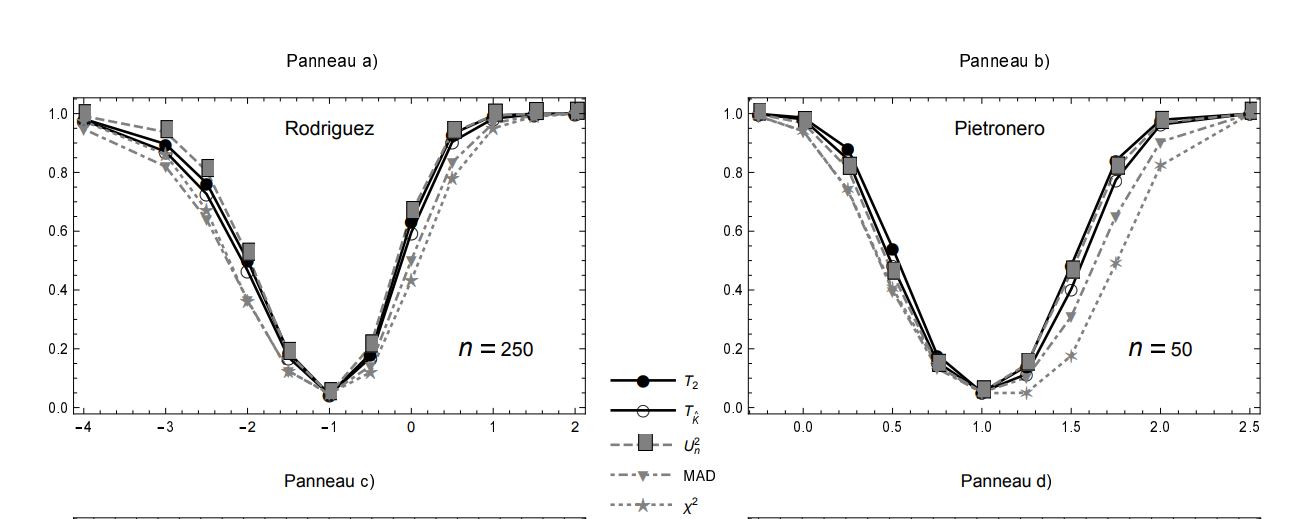 Panneau a)
Panneau b)
1.0
0.8
0.6
0.4
0.2
0.0
Rodriguez
n = 250
−4
−3
−2
−1
0
1
2
1.0
0.8
0.6
0.4
0.2
0.0
Pietronero
n = 50
0.0
0.5
1.0
1.5
2.0
2.5
T₂
T_K̂
U²ₙ
MAD
χ²
Panneau c)
Panneau d)